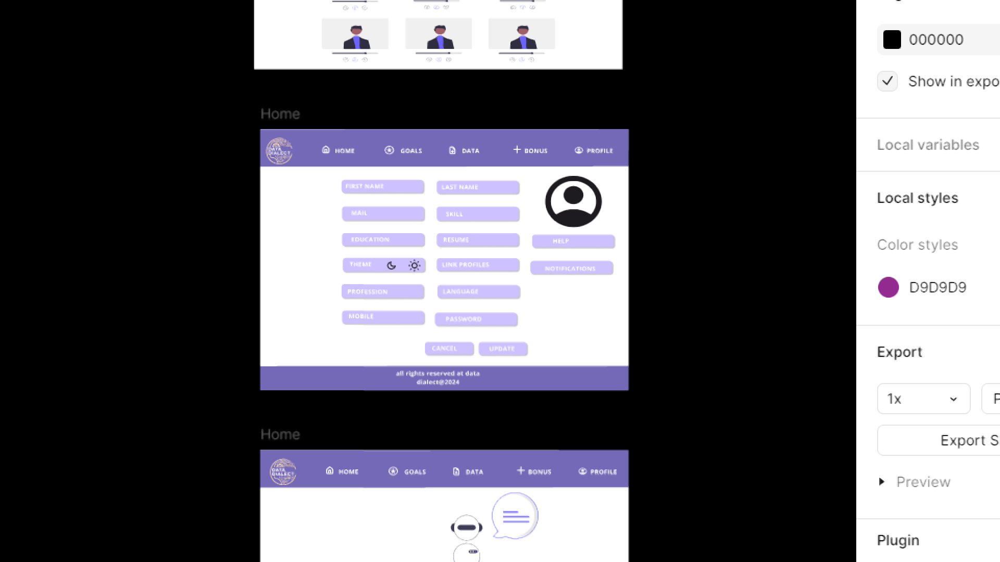 000000
Show in expo
Home
DATA
DIALECT
HOME
GOALS
DATA
BONUS
PROFILE
Local variables
FIRST NAME
LAST NAME
Local styles
MAIL
SKILL
EDUCATION
RESUME
HELP
Color styles
THEME
LINK PROFILES
NOTIFICATIONS
D9D9D9
PROFESSION
LANGUAGE
MOBILE
PASSWORD
CANCEL
UPDATE
Export
all rights reserved at data
dialect@2024
1x
P
Home
Export S
DATA
DIALECT
HOME
GOALS
DATA
BONUS
PROFILE
Preview
Plugin